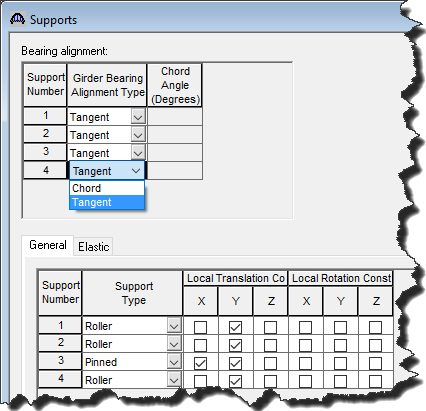 Supports
Bearing alignment:
Support Number Girder Bearing Alignment Type Chord Angle (Degrees)
1 Tangent
2 Tangent
3 Tangent
4 Tangent
Chord
Tangent
General Elastic
Support Number Support Type Local Translation Co Local Rotation Const
X Y Z X Y Z
1 Roller
2 Roller
3 Pinned
4 Roller